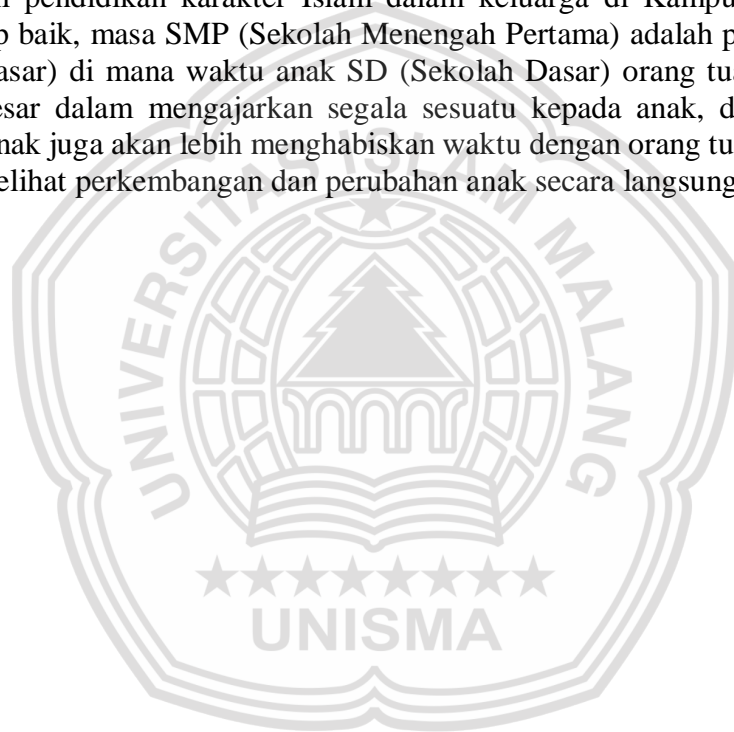 pendidikan karakter Islam dalam keluarga di Kampu
p baik, masa SMP (Sekolah Menengah Pertama) adalah p
asar) di mana waktu anak SD (Sekolah Dasar) orang tua
esar dalam mengajarkan segala sesuatu kepada anak, d
nak juga akan lebih menghabiskan waktu dengan orang tu
elihat perkembangan dan perubahan anak secara langsung
UNIVERSITAS ISLAM MALANG
UNISMA